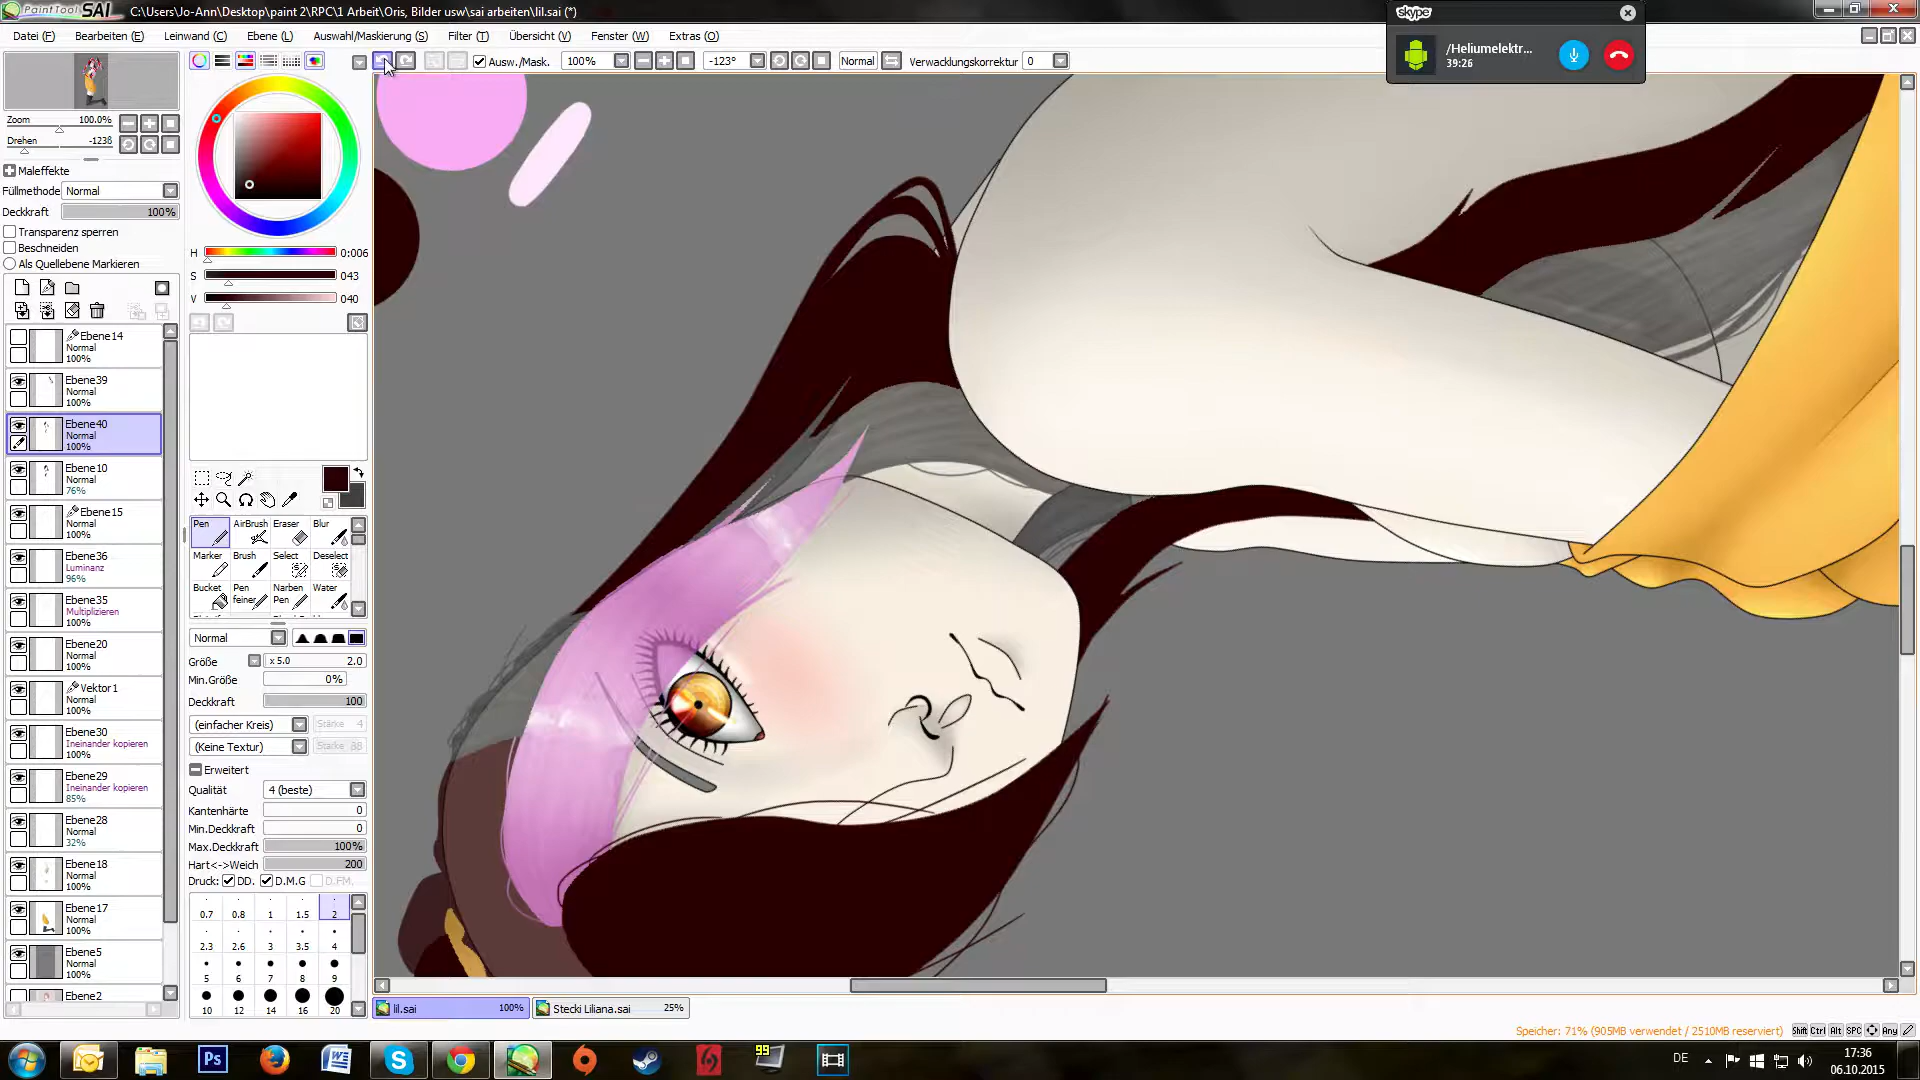 PaintTool SAI C:\Users\Jo-Ann\Desktop\paint 2\RPC\1 Arbeit\Oris, Bilder usw\sai arbeiten\lil.sai (*)
skype
/Heliumelektr...
39:26
Datei (F) Bearbeiten (E) Leinwand (C) Ebene (L) Auswahl/Maskierung (S) Filter (T) Übersicht (V) Fenster (W) Extras (O)
Ausw./Mask. 100% -123° Normal Verwacklungskorrektur 0
Zoom 100.0%
Drehen -123ß
Maleffekte
Füllmethode Normal
Deckkraft 100%
Transparenz sperren
Beschneiden
Als Quellebene Markieren
H 0:006
S 043
V 040
Ebene14
Normal
100%
Ebene39
Normal
100%
Ebene40
Normal
100%
Ebene10
Normal
76%
Ebene15
Normal
100%
Ebene36
Luminanz
96%
Ebene35
Multiplizieren
100%
Ebene20
Normal
100%
Vektor1
Normal
100%
Ebene30
Ineinander kopieren
100%
Ebene29
Ineinander kopieren
85%
Ebene28
Normal
32%
Ebene18
Normal
100%
Ebene17
Normal
100%
Ebene5
Normal
100%
Ebene2
Pen AirBrush Eraser Blur
Marker Brush Select Deselect
Bucket Pen feiner Narben Pen Water
Normal
Größe x 5.0 2.0
Min.Größe 0%
Deckkraft 100
(einfacher Kreis) Stärke 4
(Keine Textur) Stärke 88
Erweitert
Qualität 4 (beste)
Kantenhärte 0
Min.Deckkraft 0
Max.Deckkraft 100%
Hart<->Weich 200
Druck: DD. D.M.G D.FM.
0.7 0.8 1 1.5 2
2.3 2.6 3 3.5 4
5 6 7 8 9
10 12 14 16 20
lil.sai 100% Stecki Liliana.sai 25%
Speicher: 71% (905MB verwendet / 2510MB reserviert) Shift Ctrl Alt SPC Any
Ps
99
DE
17:36
06.10.2015